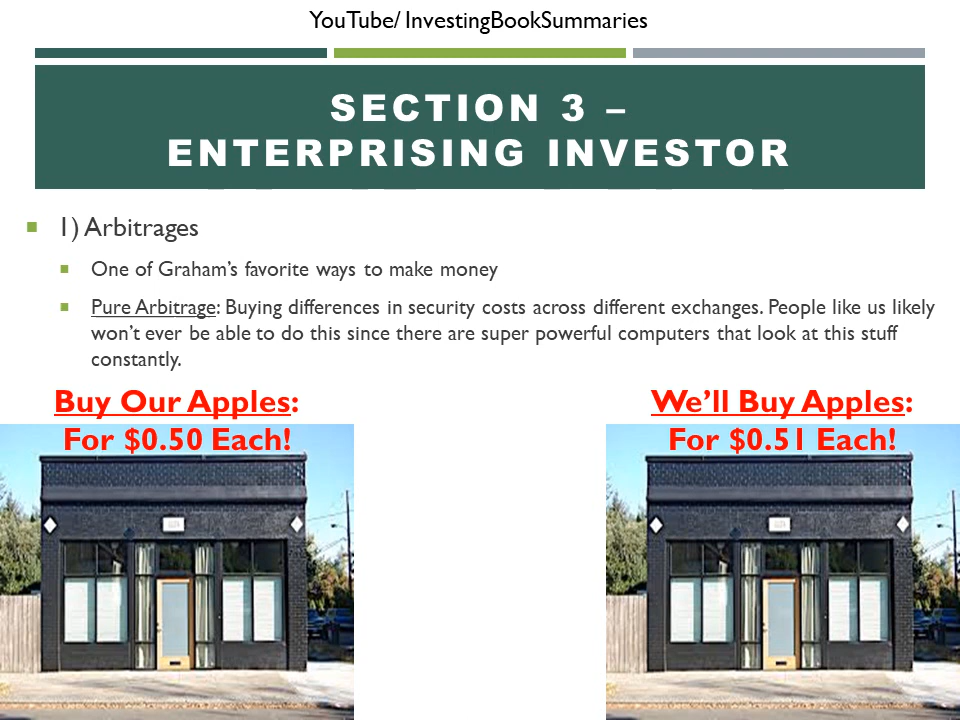 YouTube/ InvestingBookSummaries
SECTION 3 –
ENTERPRISING INVESTOR
1) Arbitrages
One of Graham’s favorite ways to make money
Pure Arbitrage: Buying differences in security costs across different exchanges. People like us likely
won’t ever be able to do this since there are super powerful computers that look at this stuff
constantly.
Buy Our Apples:
For $0.50 Each!
We’ll Buy Apples:
For $0.51 Each!